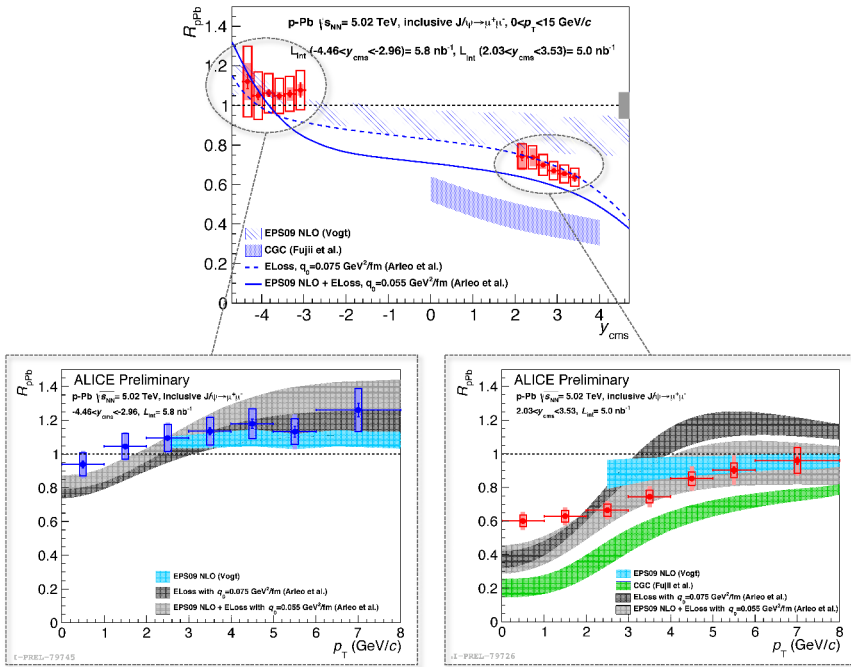 R_pPb
p-Pb √s_NN = 5.02 TeV, inclusive J/ψ→μ⁺μ⁻, 0<p_T<15 GeV/c
L_int (-4.46<y_cms<-2.96)= 5.8 nb⁻¹, L_int (2.03<y_cms<3.53)= 5.0 nb⁻¹
1.4
1.2
1
0.8
0.6
0.4
0.2
0
EPS09 NLO (Vogt)
CGC (Fujii et al.)
ELoss, q_0=0.075 GeV²/fm (Arleo et al.)
EPS09 NLO + ELoss, q_0=0.055 GeV²/fm (Arleo et al.)
-4 -3 -2 -1 0 1 2 3 4
y_cms
R_pPb
ALICE Preliminary
p-Pb √s_NN = 5.02 TeV, inclusive J/ψ→μ⁺μ⁻
-4.46<y_cms<-2.96, L_int= 5.8 nb⁻¹
1.4
1.2
1
0.8
0.6
0.4
0.2
0
EPS09 NLO (Vogt)
ELoss with q_0=0.075 GeV²/fm (Arleo et al.)
EPS09 NLO + ELoss with q_0=0.055 GeV²/fm (Arleo et al.)
0 1 2 3 4 5 6 7 8
p_T (GeV/c)
I-PREL-79745
R_pPb
ALICE Preliminary
p-Pb √s_NN = 5.02 TeV, inclusive J/ψ→μ⁺μ⁻
2.03<y_cms<3.53, L_int= 5.0 nb⁻¹
1.4
1.2
1
0.8
0.6
0.4
0.2
0
EPS09 NLO (Vogt)
CGC (Fujii et al.)
ELoss with q_0=0.075 GeV²/fm (Arleo et al.)
EPS09 NLO + ELoss with q_0=0.055 GeV²/fm (Arleo et al.)
0 1 2 3 4 5 6 7 8
p_T (GeV/c)
I-PREL-79726